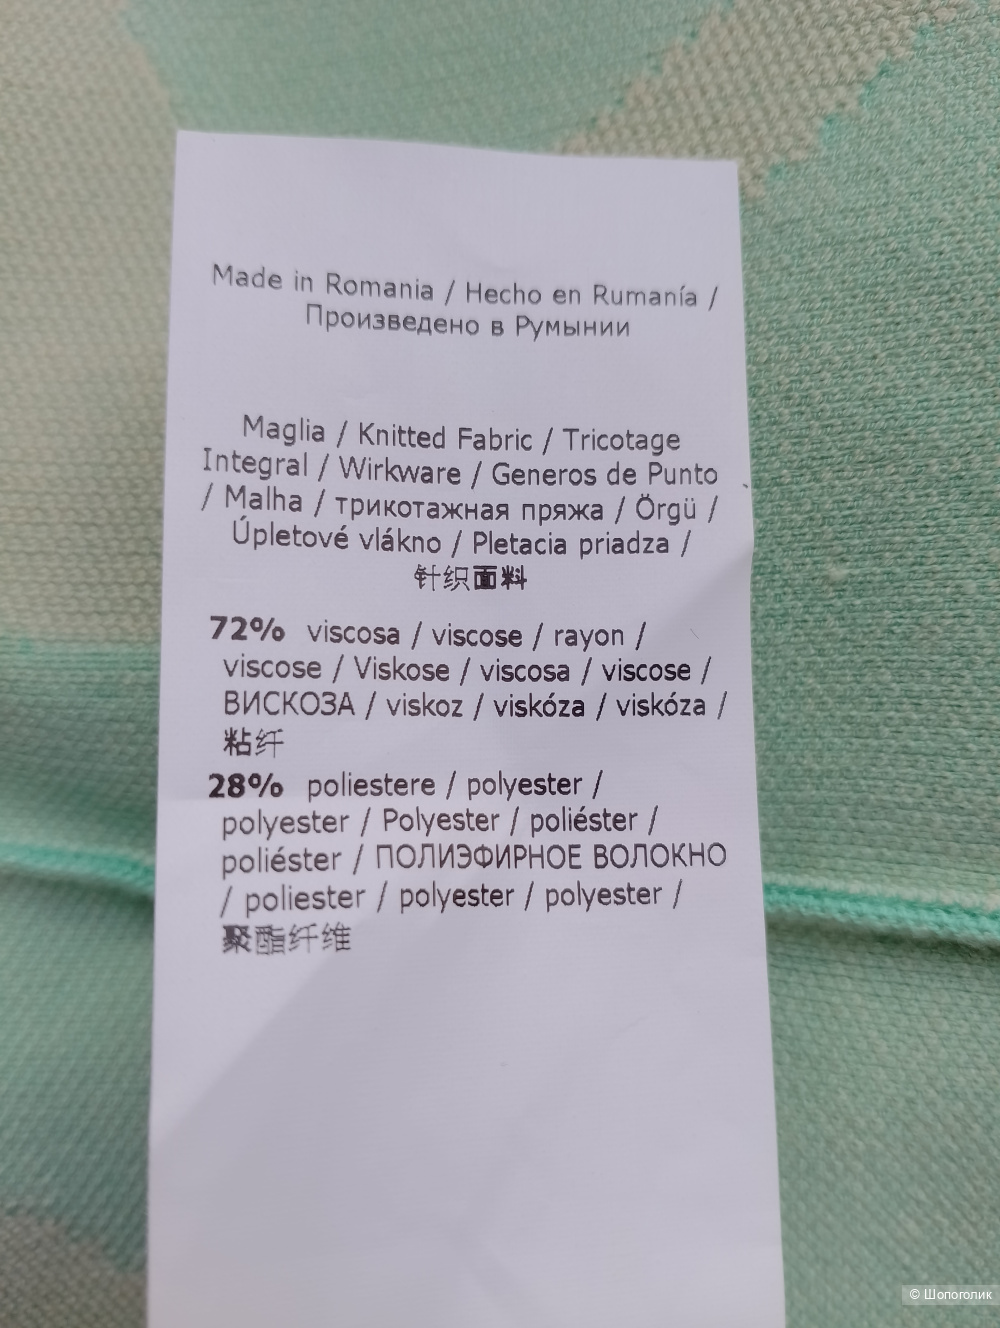 Made in Romania / Hecho en Rumanía /
Произведено в Румынии
Maglia / Knitted Fabric / Tricotage
Integral / Wirkware / Generos de Punto
/ Malha / трикотажная пряжа / Örgü /
Úpletové vlákno / Pletacia priadza /
针织面料
72% viscosa / viscose / rayon /
viscose / Viskose / viscosa / viscose /
ВИСКОЗА / viskoz / viskóza / viskóza /
粘纤
28% poliestere / polyester /
polyester / Polyester / poliéster /
poliéster / ПОЛИЭФИРНОЕ ВОЛОКНО
/ poliester / polyester / polyester /
聚酯纤维
© Шопоголик